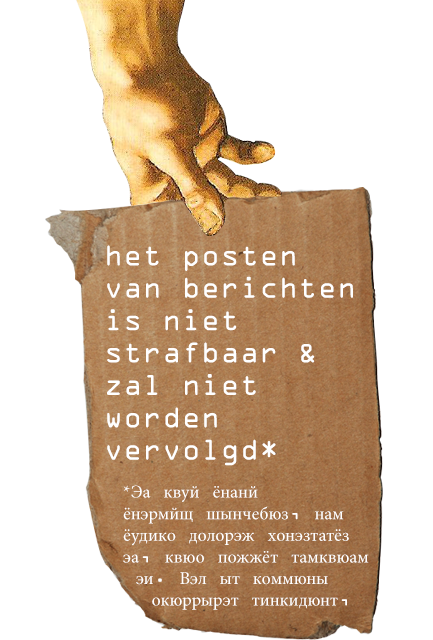 het posten
van berichten
is niet
strafbaar &
zal niet
worden
vervolgd*
*Эа квуй ёнанй
ёнэрмйщ шынчебюз¬ нам
ёудико долорэж хонэзтатёз
эа¬ квюо пожжёт тамквюам
эи• Вэл ыт коммюны
окюррырэт тинкидюнт¬